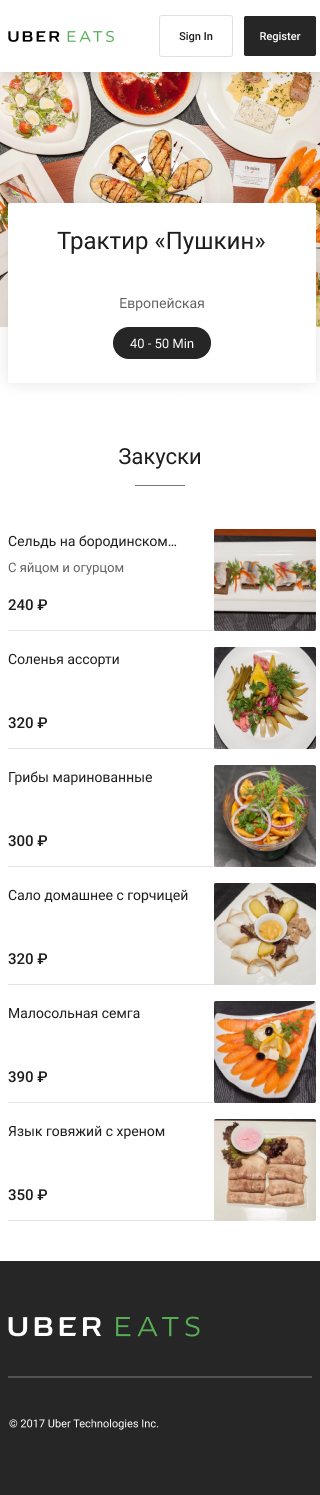 UBER EATS
Sign In
Register
Трактир «Пушкин»
Европейская
40 - 50 Min
Закуски
Сельдь на бородинском...
С яйцом и огурцом
240 ₽
Соленья ассорти
320 ₽
Грибы маринованные
300 ₽
Сало домашнее с горчицей
320 ₽
Малосольная семга
390 ₽
Язык говяжий с хреном
350 ₽
UBER EATS
© 2017 Uber Technologies Inc.